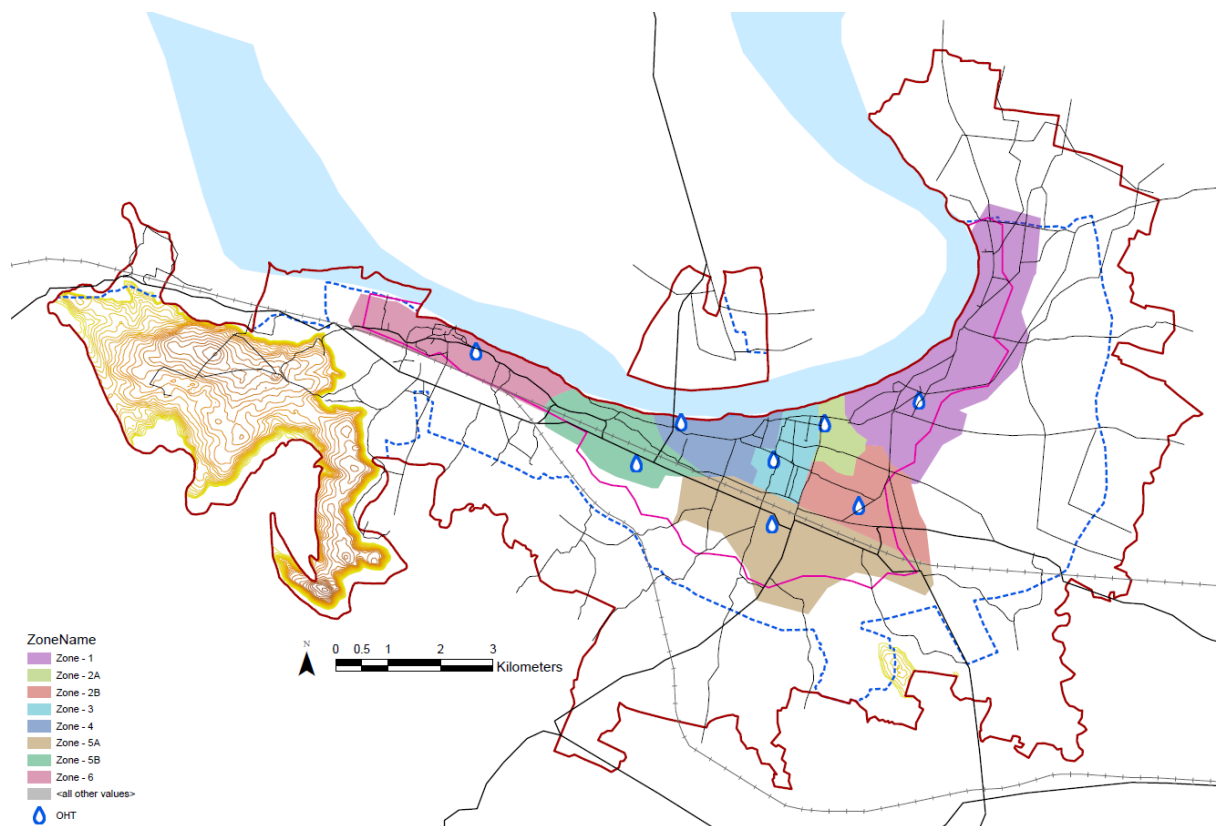 ZoneName
Zone - 1
Zone - 2A
Zone - 2B
Zone - 3
Zone - 4
Zone - 5A
Zone - 5B
Zone - 6
<all other values>
OHT
N
0 0.5 1 2 3
Kilometers